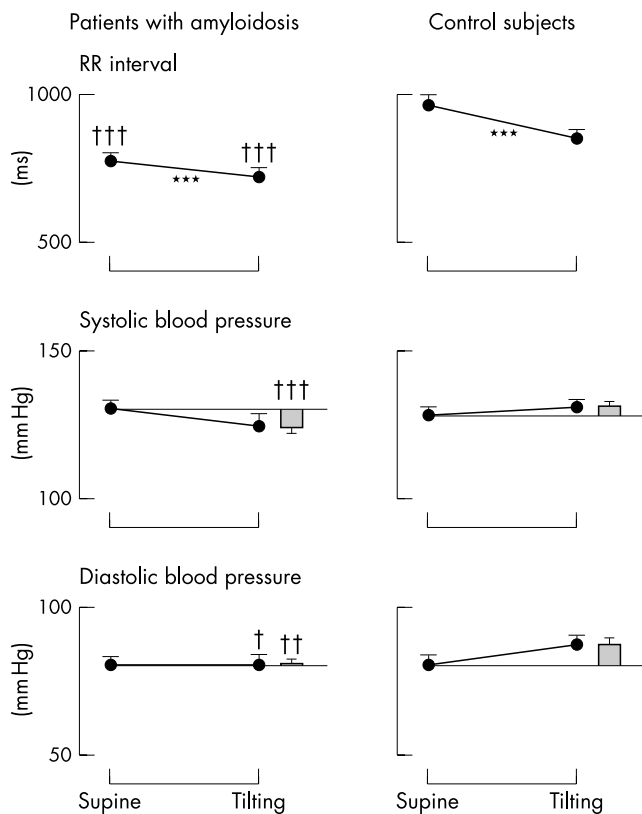 Patients with amyloidosis Control subjects
RR interval
1000
(ms)
††† †††
★★★ ★★★
500
Systolic blood pressure
150
(mm Hg)
†††
100
Diastolic blood pressure
100
(mm Hg)
† ††
50
Supine Tilting Supine Tilting